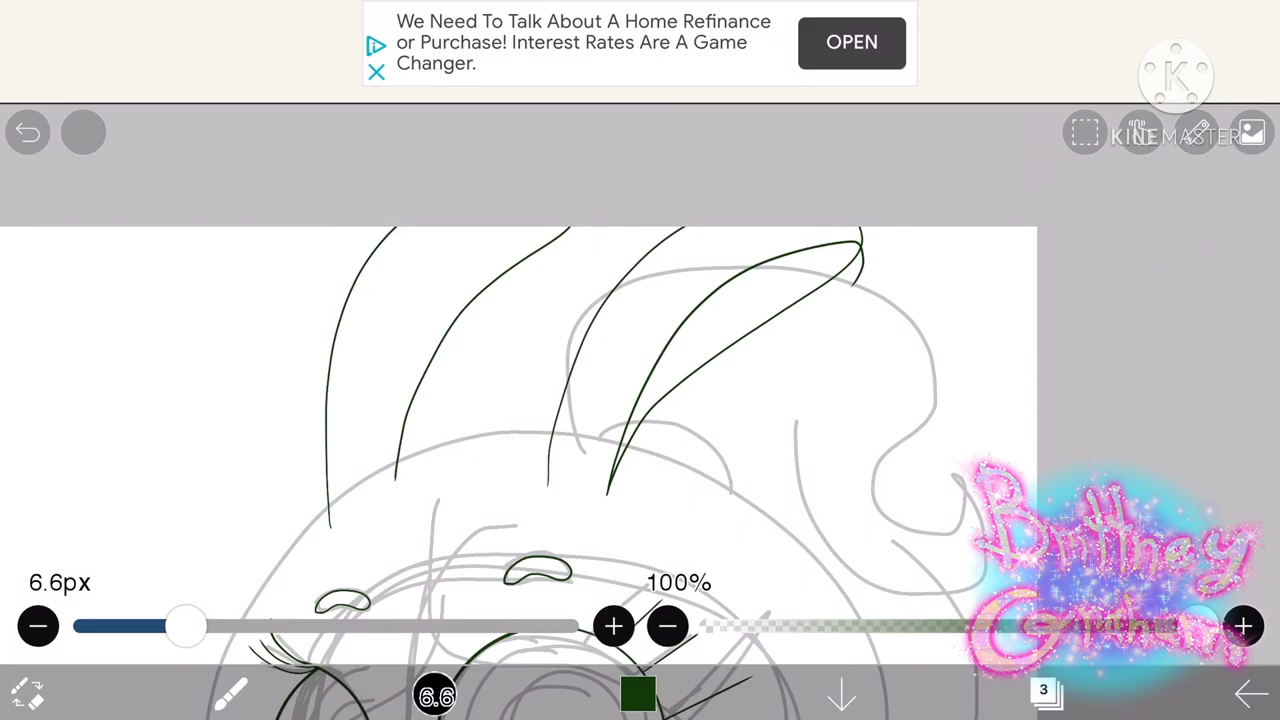 We Need To Talk About A Home Refinance
or Purchase! Interest Rates Are A Game
Changer.
OPEN
K
KINEMASTER
6.6px
100%
Brittney
6.6
3